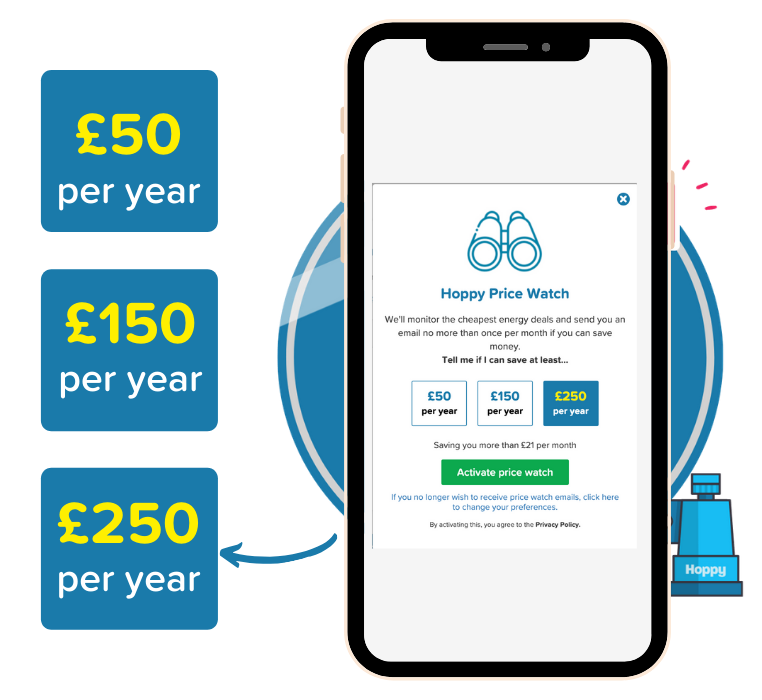 £50
per year
£150
per year
£250
per year
Hoppy Price Watch
We'll monitor the cheapest energy deals and send you an
email no more than once per month if you can save
money.
Tell me if I can save at least...
£50
per year
£150
per year
£250
per year
Saving you more than £21 per month
Activate price watch
If you no longer wish to receive price watch emails, click here
to change your preferences.
By activating this, you agree to the Privacy Policy.
Hoppy